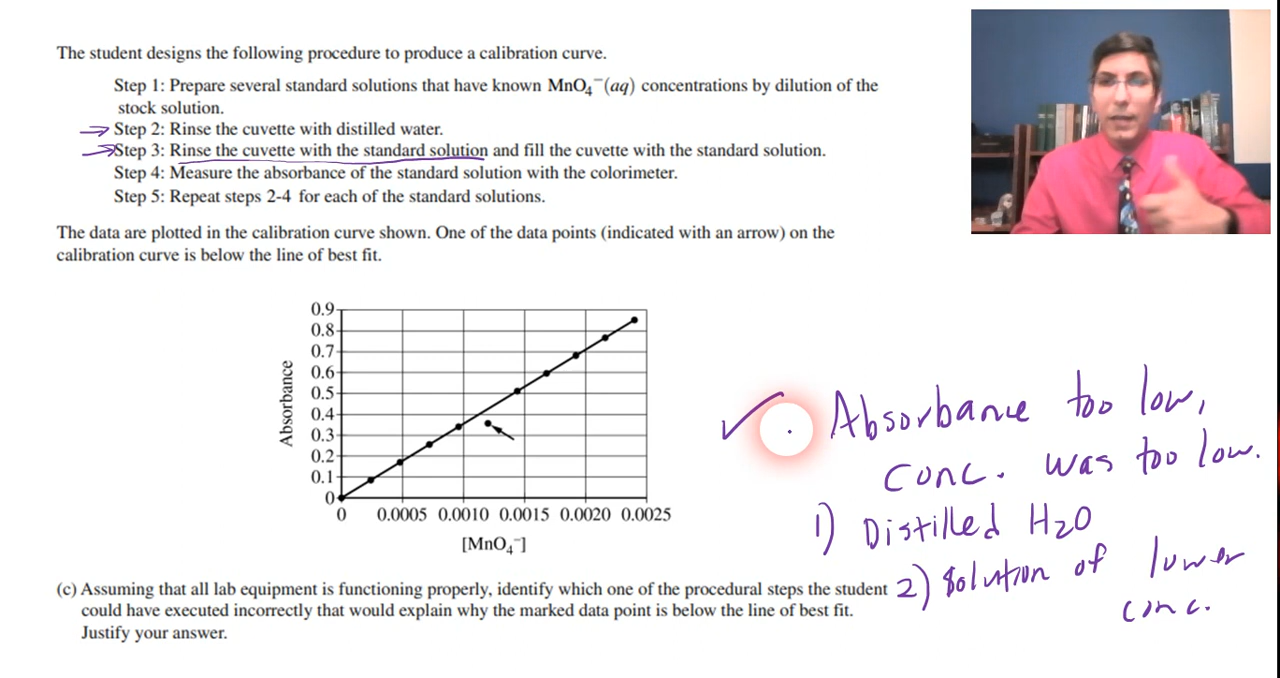 The student designs the following procedure to produce a calibration curve.
Step 1: Prepare several standard solutions that have known MnO₄⁻(aq) concentrations by dilution of the
stock solution.
Step 2: Rinse the cuvette with distilled water.
Step 3: Rinse the cuvette with the standard solution and fill the cuvette with the standard solution.
Step 4: Measure the absorbance of the standard solution with the colorimeter.
Step 5: Repeat steps 2-4 for each of the standard solutions.
The data are plotted in the calibration curve shown. One of the data points (indicated with an arrow) on the
calibration curve is below the line of best fit.
0.9
0.8
0.7
0.6
0.5
0.4
0.3
0.2
0.1
0
Absorbance
0 0.0005 0.0010 0.0015 0.0020 0.0025
[MnO₄⁻]
Absorbance too low,
conc. was too low.
1) Distilled H₂O
2) Solution of lower
conc.
(c) Assuming that all lab equipment is functioning properly, identify which one of the procedural steps the student
could have executed incorrectly that would explain why the marked data point is below the line of best fit.
Justify your answer.